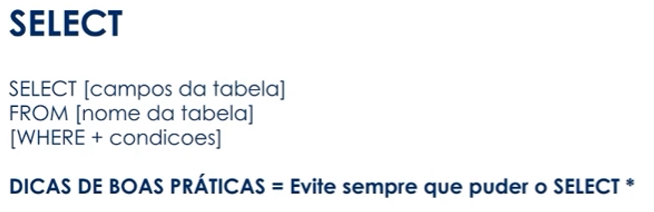 SELECT
SELECT [campos da tabela]
FROM [nome da tabela]
[WHERE + condicoes]
DICAS DE BOAS PRÁTICAS = Evite sempre que puder o SELECT *